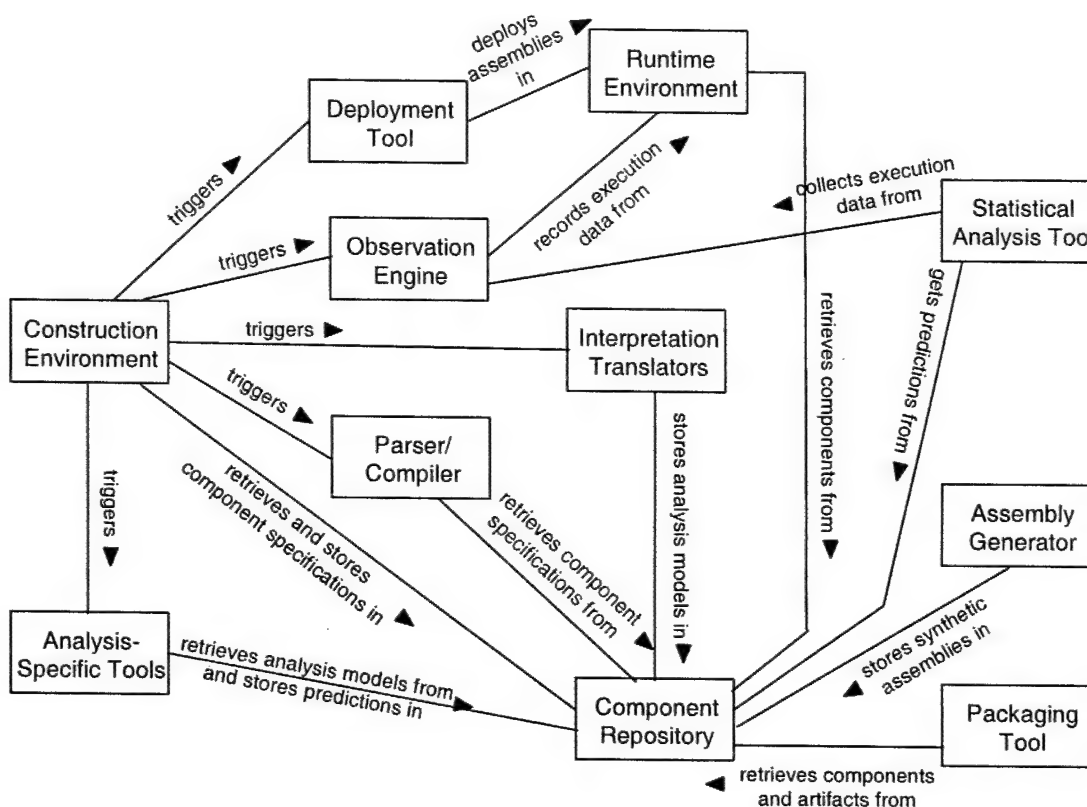 deploys
assemblies
in
Runtime
Environment
Deployment
Tool
triggers
records execution
data from
collects execution
data from
Statistical
Analysis Tool
Observation
Engine
triggers
gets predictions from
Construction
Environment
triggers
Interpretation
Translators
retrieves components from
triggers
Parser/
Compiler
stores analysis models in
triggers
retrieves and stores
component specifications in
retrieves component
specifications from
Assembly
Generator
Analysis-
Specific Tools
retrieves analysis models from
and stores predictions in
stores synthetic
assemblies in
Component
Repository
Packaging
Tool
retrieves components
and artifacts from